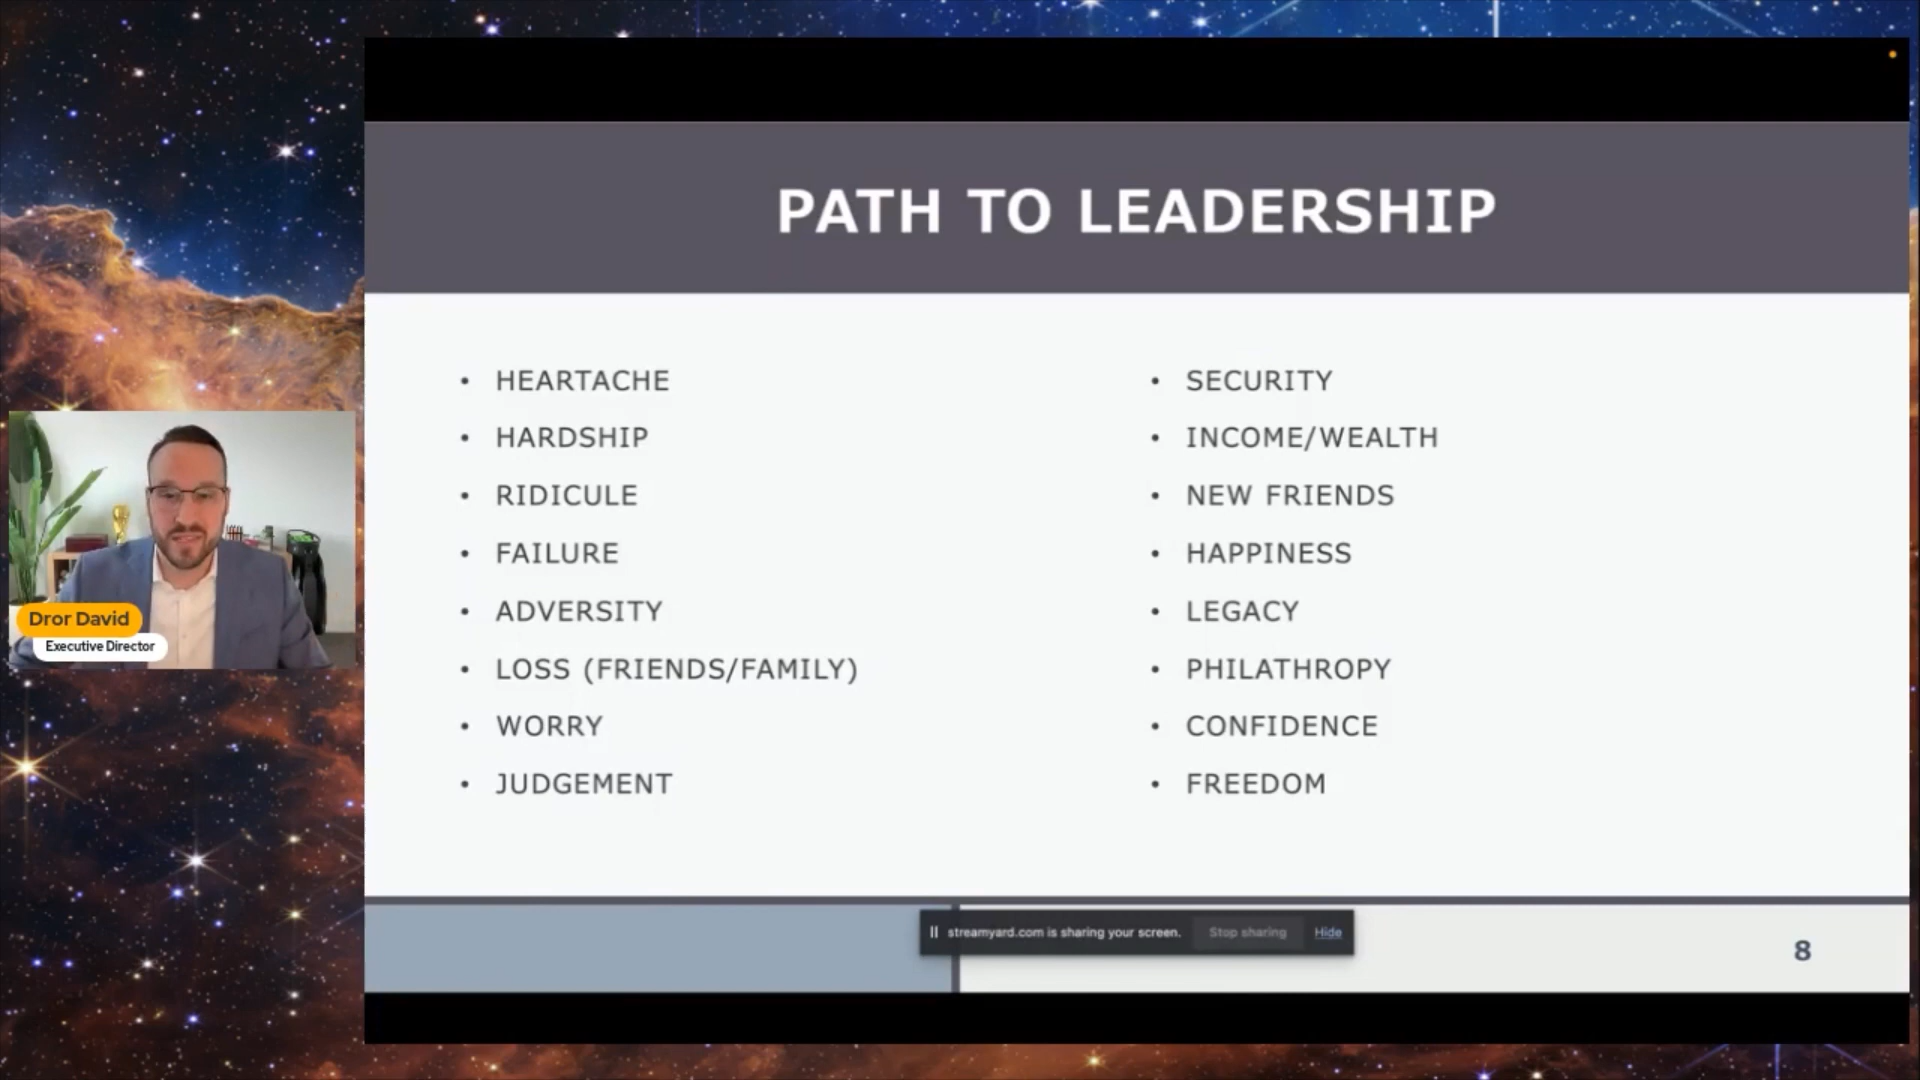 PATH TO LEADERSHIP
• HEARTACHE
• HARDSHIP
• RIDICULE
• FAILURE
• ADVERSITY
• LOSS (FRIENDS/FAMILY)
• WORRY
• JUDGEMENT
• SECURITY
• INCOME/WEALTH
• NEW FRIENDS
• HAPPINESS
• LEGACY
• PHILATHROPY
• CONFIDENCE
• FREEDOM
Dror David
Executive Director
streamyard.com is sharing your screen. Stop sharing Hide
8